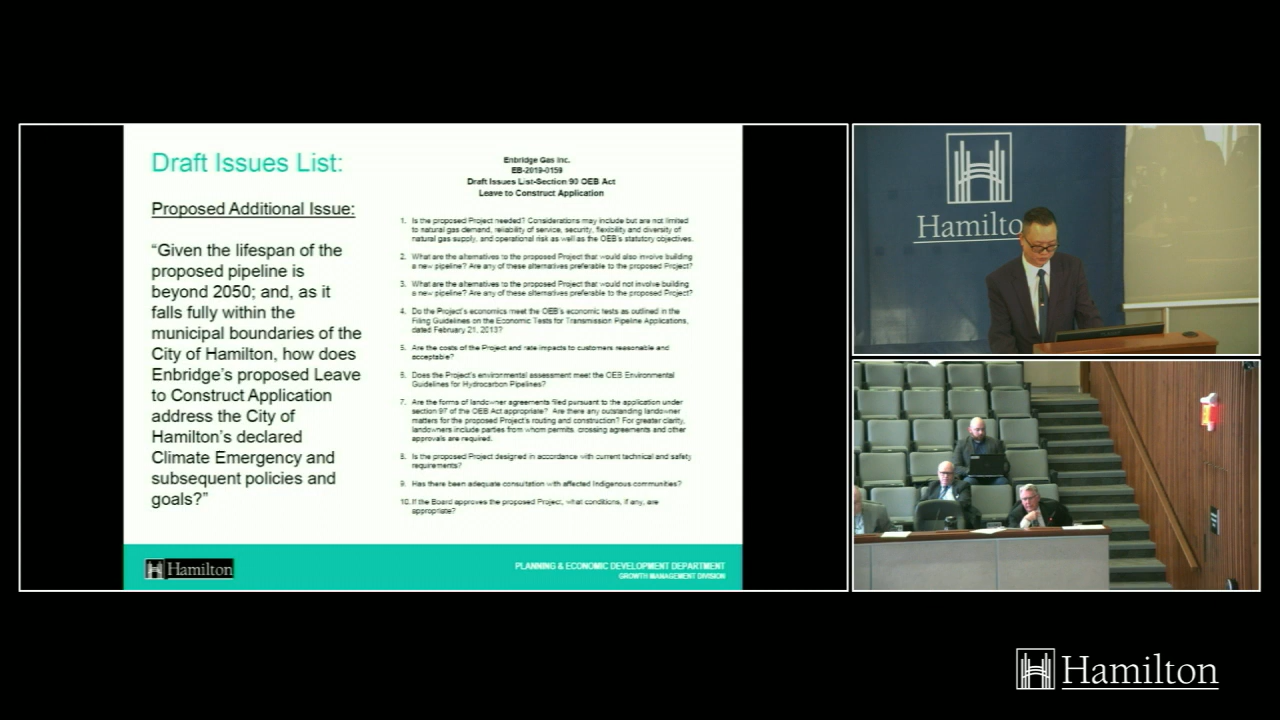 Draft Issues List:
Proposed Additional Issue:
“Given the lifespan of the
proposed pipeline is
beyond 2050; and, as it
falls fully within the
municipal boundaries of the
City of Hamilton, how does
Enbridge’s proposed Leave
to Construct Application
address the City of
Hamilton’s declared
Climate Emergency and
subsequent policies and
goals?”
Enbridge Gas Inc.
EB-2019-0159
Draft Issues List-Section 90 OEB Act
Leave to Construct Application
1. Is the proposed Project needed? Considerations may include but are not limited
to natural gas demand, reliability of service, security, flexibility and diversity of
natural gas supply, and operational risk as well as the OEB's statutory objectives.
2. What are the alternatives to the proposed Project that would also involve building
a new pipeline? Are any of these alternatives preferable to the proposed Project?
3. What are the alternatives to the proposed Project that would not involve building
a new pipeline? Are any of these alternatives preferable to the proposed Project?
4. Do the Project's economics meet the OEB's economic tests as outlined in the
Filing Guidelines on the Economic Tests for Transmission Pipeline Applications,
dated February 21, 2013?
5. Are the costs of the Project and rate impacts to customers reasonable and
acceptable?
6. Does the Project's environmental assessment meet the OEB Environmental
Guidelines for Hydrocarbon Pipelines?
7. Are the forms of landowner agreements filed pursuant to the application under
section 97 of the OEB Act appropriate? Are there any outstanding landowner
matters for the proposed Project's routing and construction? For greater clarity,
landowners include parties from whom permits, crossing agreements and other
approvals are required.
8. Is the proposed Project designed in accordance with current technical and safety
requirements?
9. Has there been adequate consultation with affected Indigenous communities?
10. If the Board approves the proposed Project, what conditions, if any, are
appropriate?
Hamilton
PLANNING & ECONOMIC DEVELOPMENT DEPARTMENT
GROWTH MANAGEMENT DIVISION
Hamilto
Hamilton